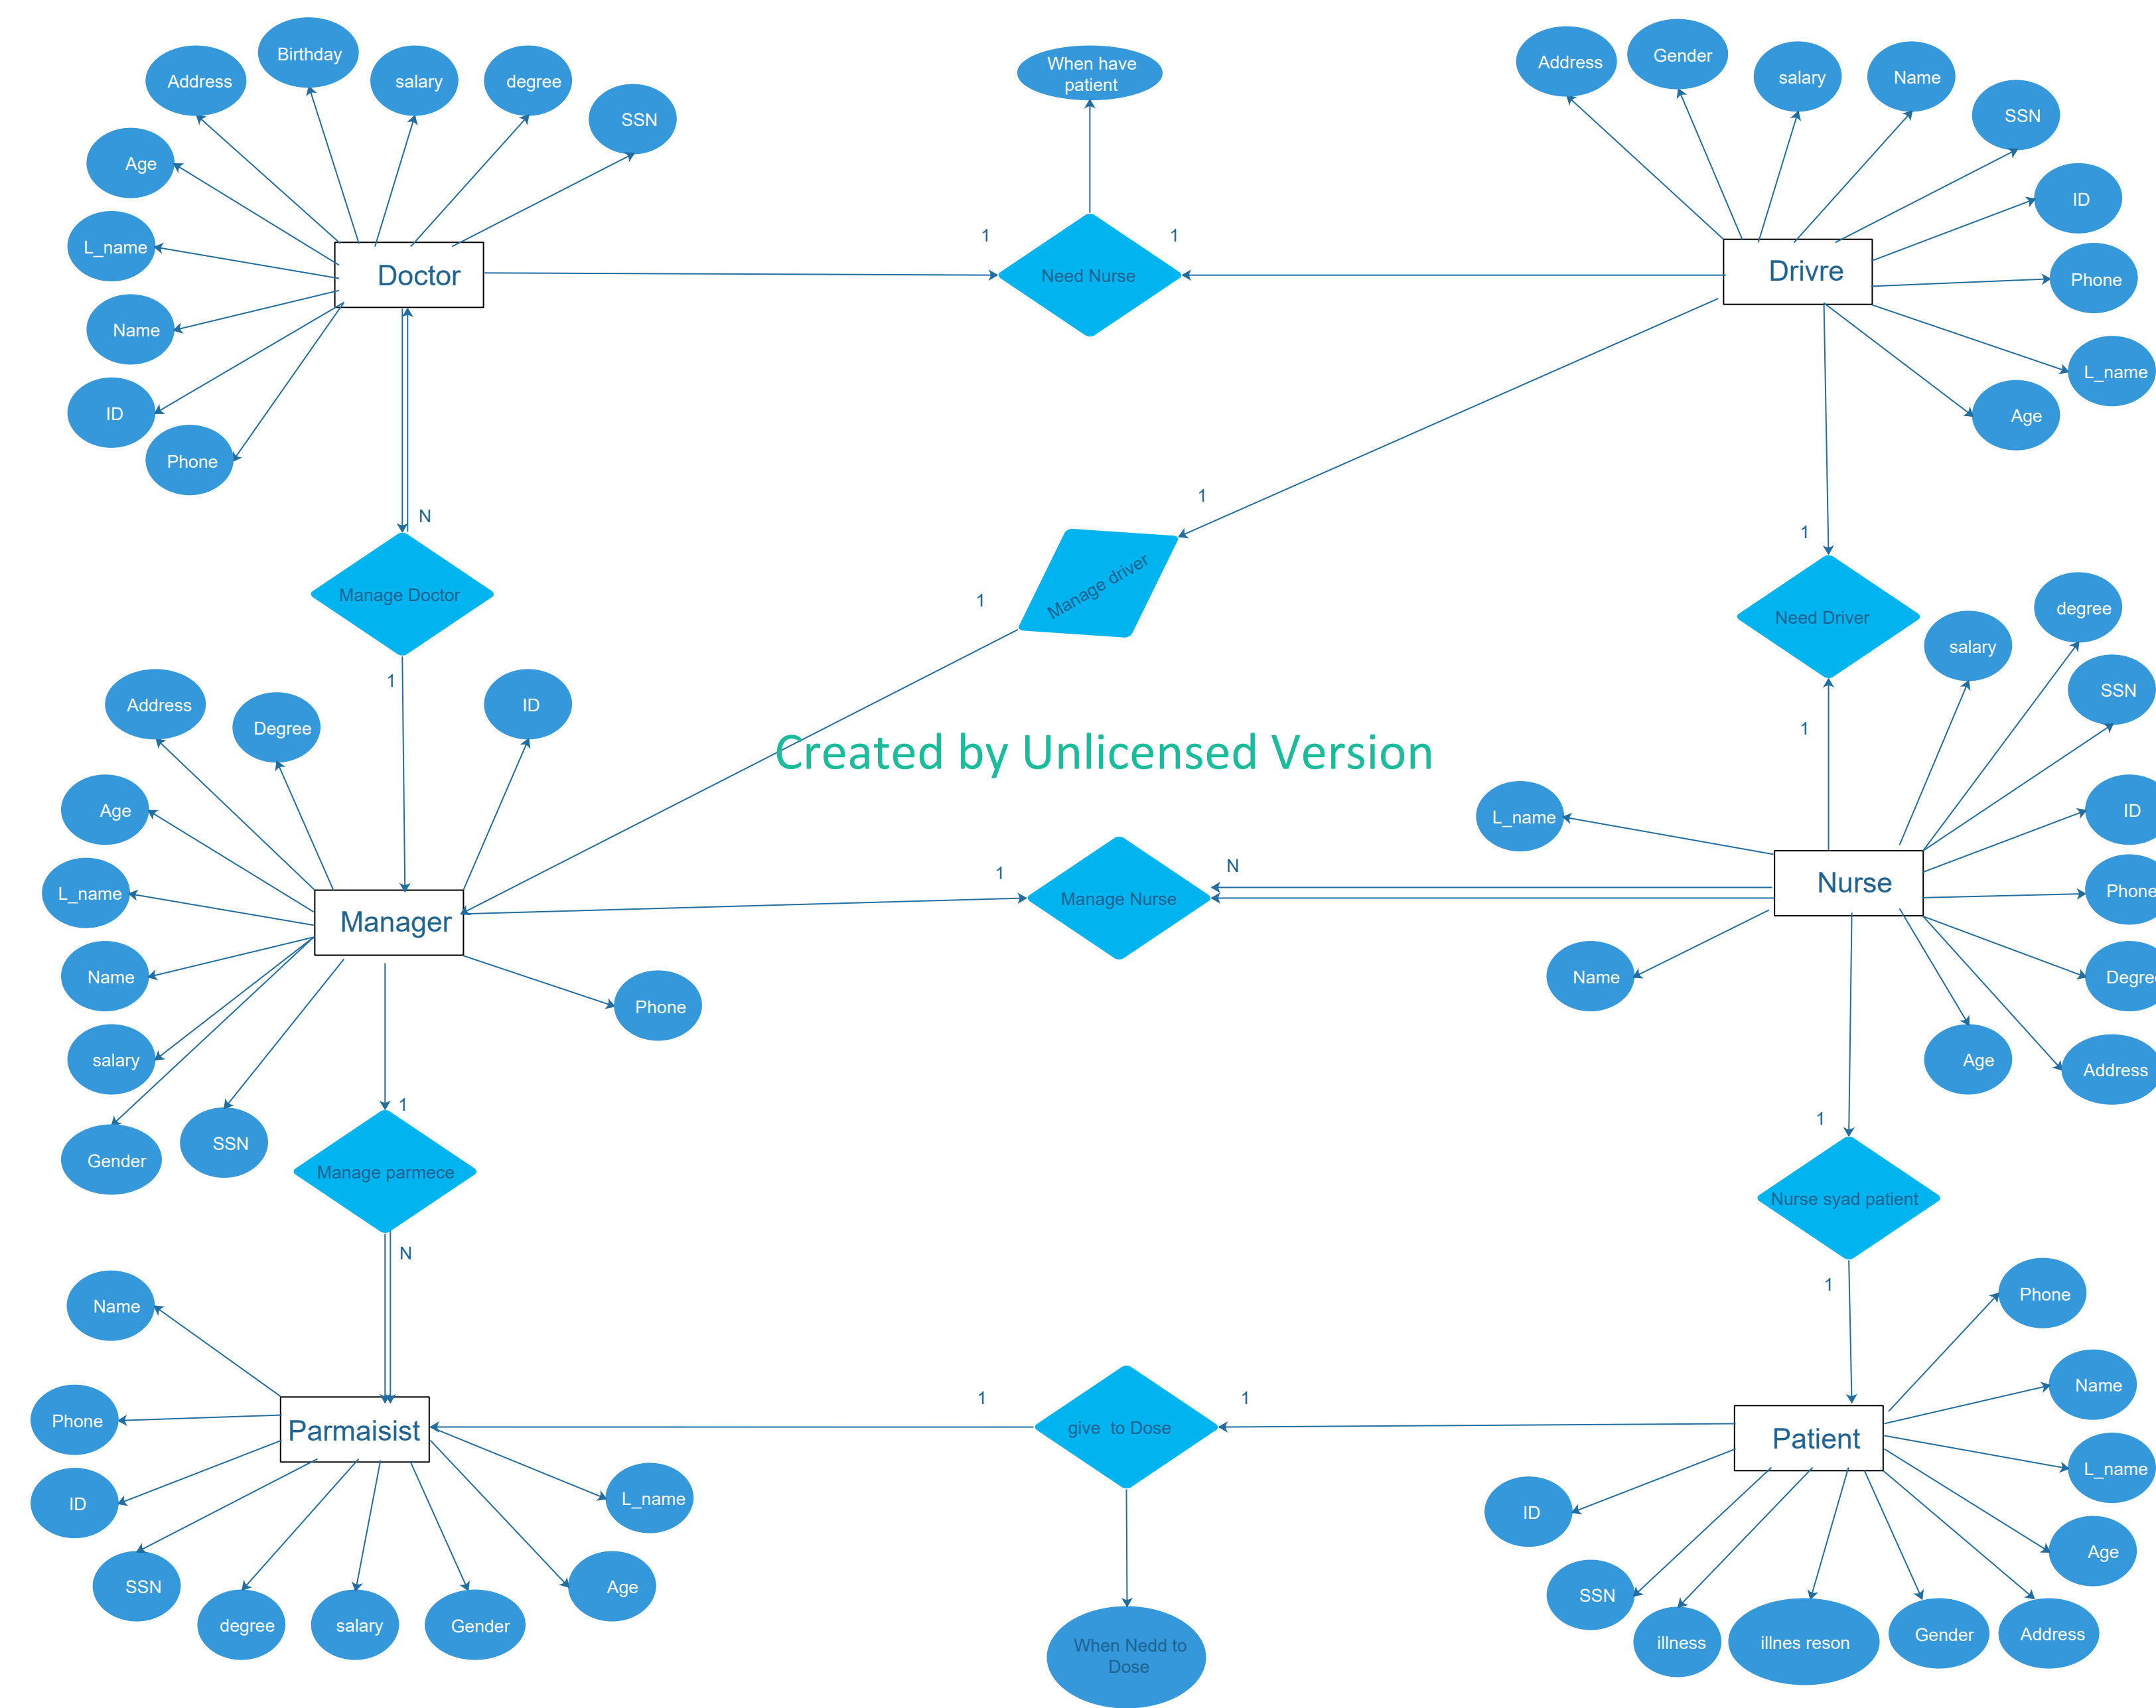 Birthday
Address
salary
degree
SSN
Age
L_name
Name
ID
Phone
Doctor
When have
patient
1
1
Need Nurse
Address
Gender
salary
Name
SSN
ID
Phone
L_name
Age
Drivre
N
Manage Doctor
1
1
Manage driver
1
1
Need Driver
1
salary
degree
SSN
ID
Phone
Degre
Address
Age
L_name
Name
Nurse
Created by Unlicensed Version
Address
Degree
ID
Age
L_name
Name
salary
Gender
SSN
Phone
Manager
1
Manage Nurse
N
1
Manage parmece
N
1
Nurse syad patient
1
Name
Phone
ID
SSN
degree
salary
Gender
Age
L_name
Parmaisist
1
give  to Dose
1
When Nedd to
Dose
Patient
Phone
Name
L_name
Age
Address
Gender
illnes reson
illness
SSN
ID